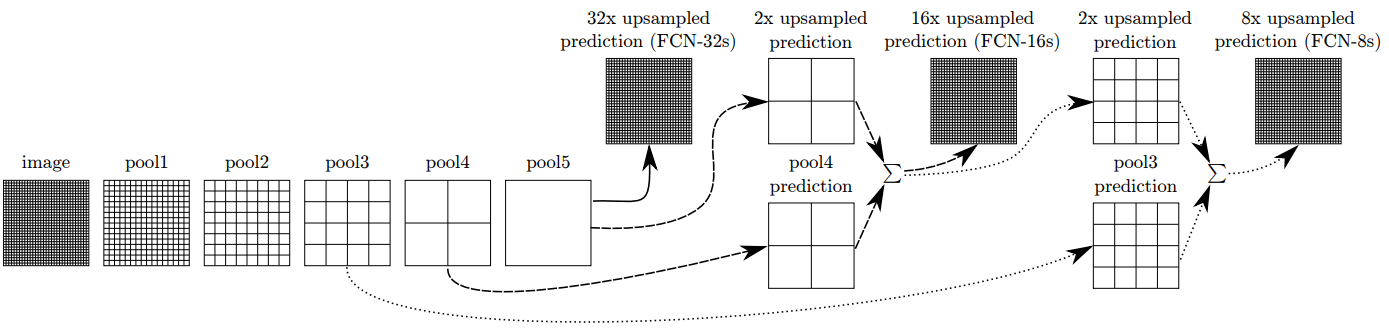 32x upsampled
prediction (FCN-32s)
2x upsampled
prediction
16x upsampled
prediction (FCN-16s)
2x upsampled
prediction
8x upsampled
prediction (FCN-8s)
image
pool1
pool2
pool3
pool4
pool5
pool4
prediction
∑
pool3
prediction
∑